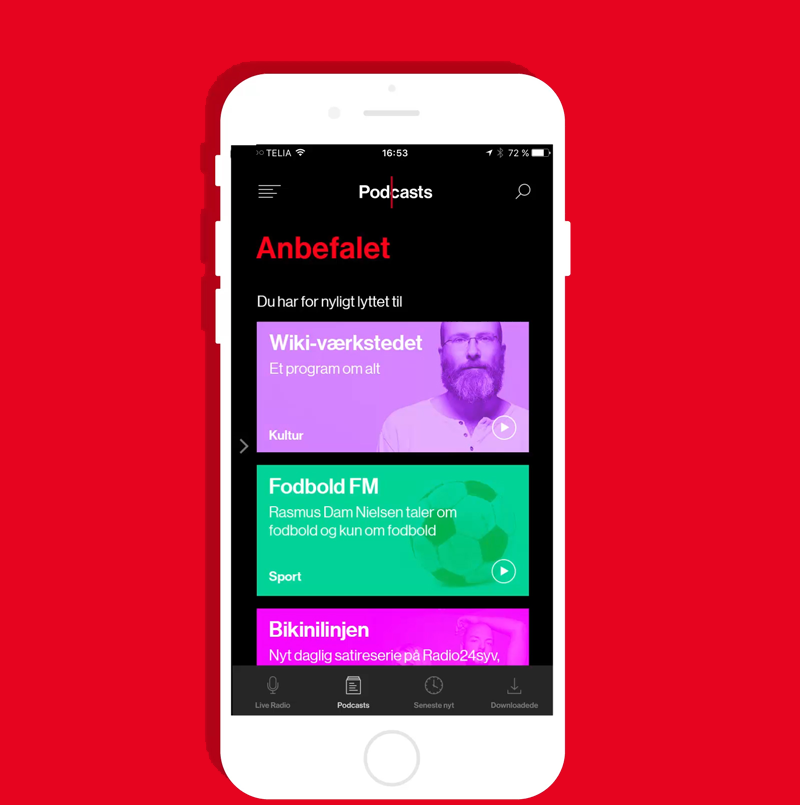 TELIA 16:53 72 %
Podcasts
Anbefalet
Du har for nyligt lyttet til
Wiki-værkstedet
Et program om alt
Kultur
Fodbold FM
Rasmus Dam Nielsen taler om
fodbold og kun om fodbold
Sport
Bikinilinjen
Nyt daglig satireserie på Radio24syv,
Live Radio Podcasts Seneste nyt Downloadede